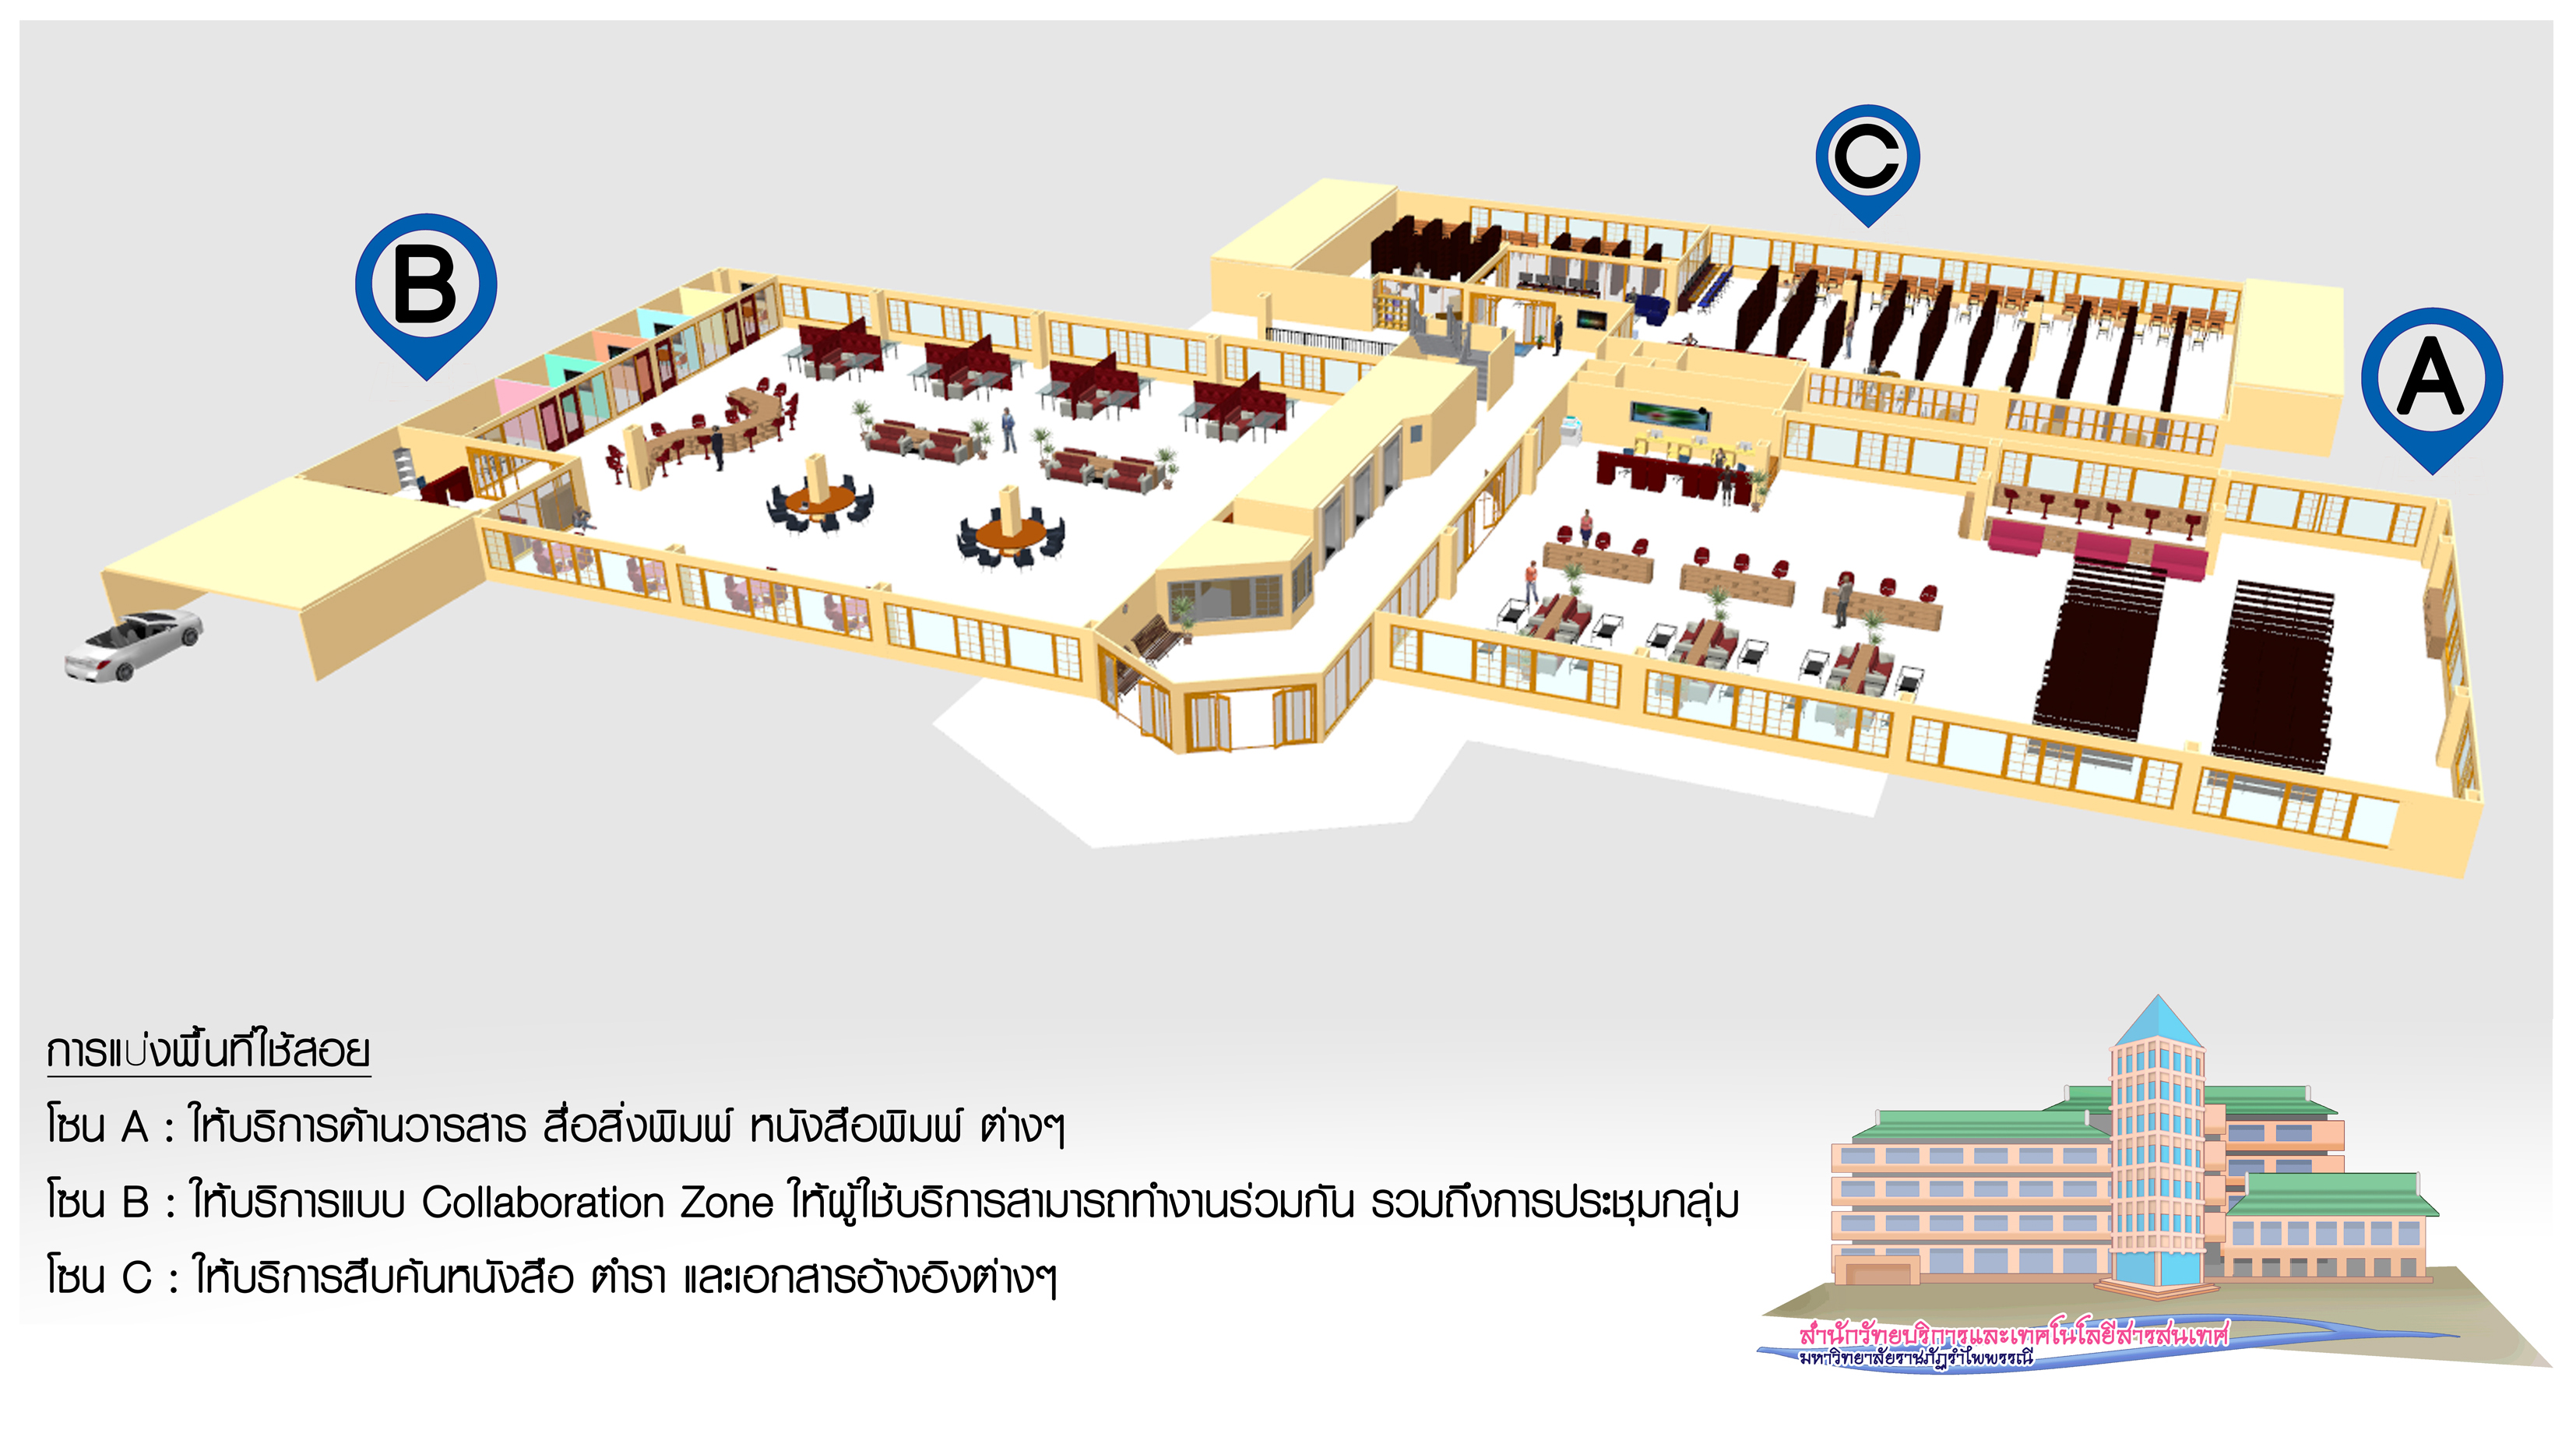 B
C
A
การแบ่งพื้นที่ใช้สอย
โซน A : ให้บริการด้านวารสาร สื่อสิ่งพิมพ์ หนังสือพิมพ์ ต่างๆ
โซน B : ให้บริการแบบ Collaboration Zone ให้ผู้ใช้บริการสามารถทำงานร่วมกัน รวมถึงการประชุมกลุ่ม
โซน C : ให้บริการสืบค้นหนังสือ ตำรา และเอกสารอ้างอิงต่างๆ
สำนักวิทยบริการและเทคโนโลยีสารสนเทศ
มหาวิทยาลัยราชภัฏรำไพพรรณี